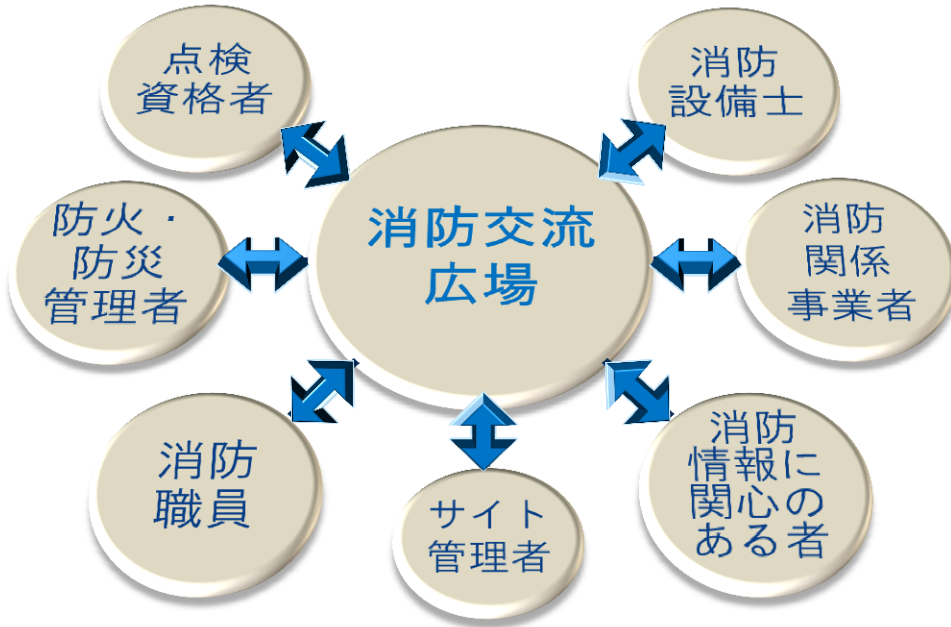 点検
資格者
消防
設備士
防火・
防災
管理者
消防交流
広場
消防
関係
事業者
消防
職員
サイト
管理者
消防
情報に
関心の
ある者